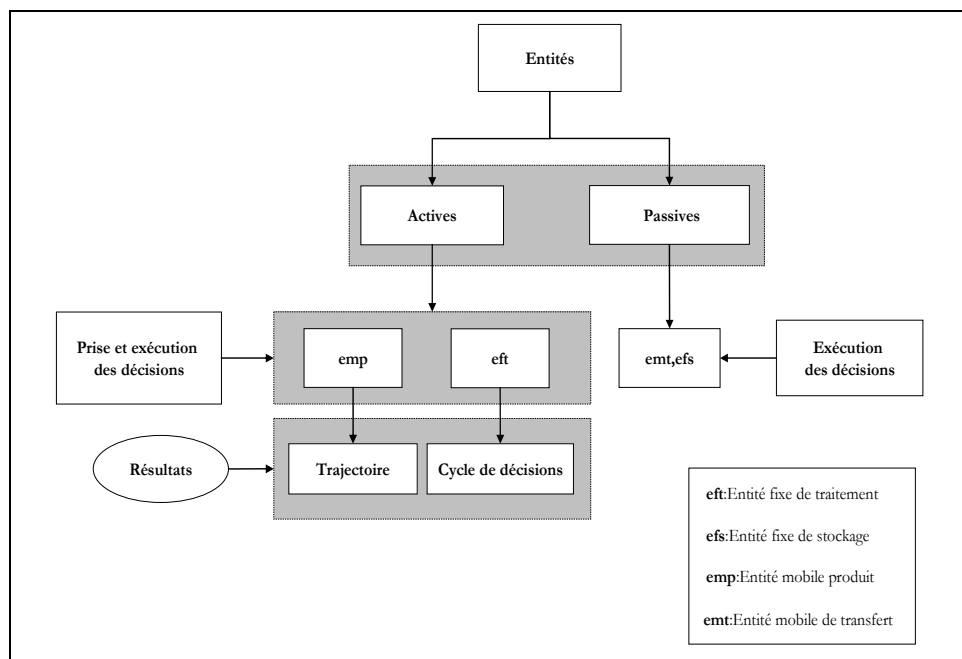 Entités
Actives
Passives
Prise et exécution
des décisions
emp
eft
emt,efs
Exécution
des décisions
Résultats
Trajectoire
Cycle de décisions
eft:Entité fixe de traitement
efs:Entité fixe de stockage
emp:Entité mobile produit
emt:Entité mobile de transfert